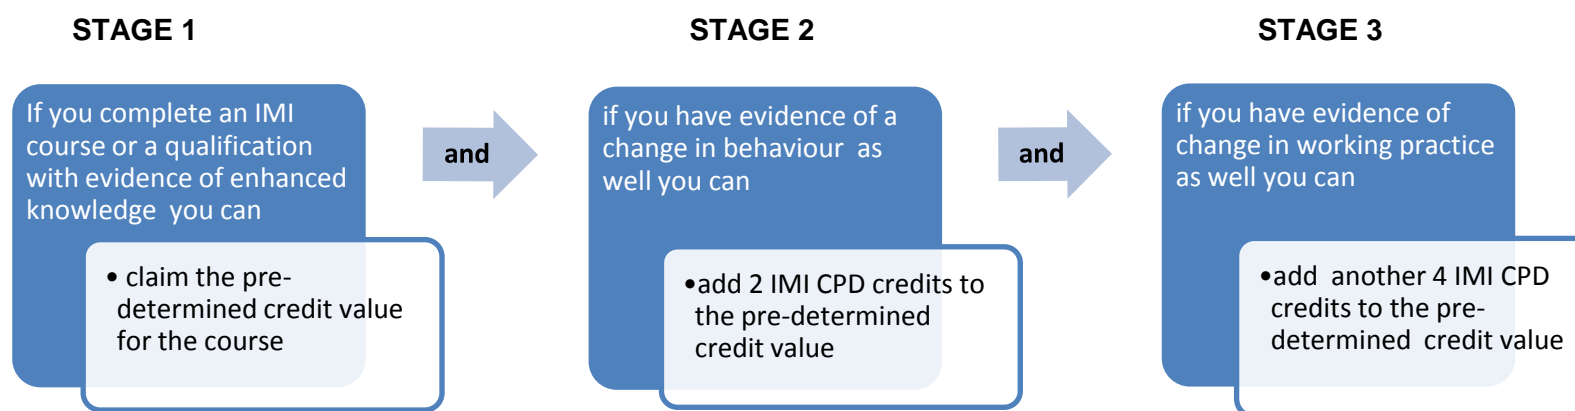 STAGE 1
If you complete an IMI
course or a qualification
with evidence of enhanced
knowledge you can
• claim the pre-
determined credit value
for the course
and
STAGE 2
if you have evidence of a
change in behaviour as
well you can
•add 2 IMI CPD credits to
the pre-determined
credit value
and
STAGE 3
if you have evidence of
change in working practice
as well you can
•add another 4 IMI CPD
credits to the pre-
determined credit value